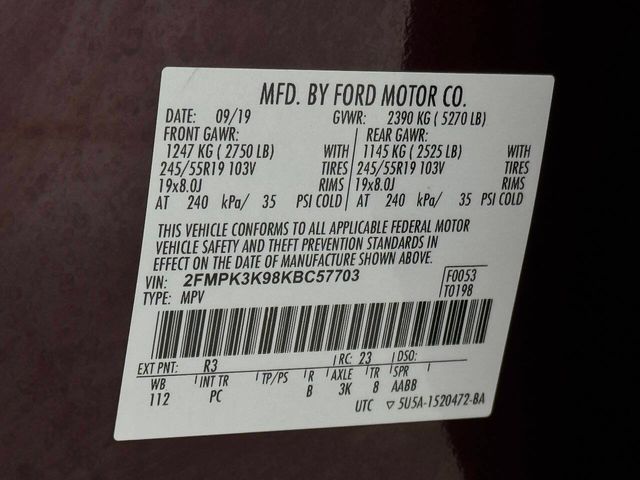 MFD. BY FORD MOTOR CO.
DATE: 09/19 GVWR: 2390 KG ( 5270 LB)
FRONT GAWR: REAR GAWR:
1247 KG ( 2750 LB) WITH 1145 KG ( 2525 LB) WITH
245/55R19 103V TIRES 245/55R19 103V TIRES
19x8.0J RIMS 19x8.0J RIMS
AT 240 kPa/ 35 PSI COLD AT 240 kPa/ 35 PSI COLD
THIS VEHICLE CONFORMS TO ALL APPLICABLE FEDERAL MOTOR
VEHICLE SAFETY AND THEFT PREVENTION STANDARDS IN
EFFECT ON THE DATE OF MANUFACTURE SHOWN ABOVE.
VIN: 2FMPK3K98KBC57703 F0053
TYPE: MPV T0198
EXT PNT: R3 RC: 23 DSO:
WB INT TR TP/PS R AXLE TR SPR
112 PC B 3K 8 AABB
UTC ▽ 5U5A-1520472-BA